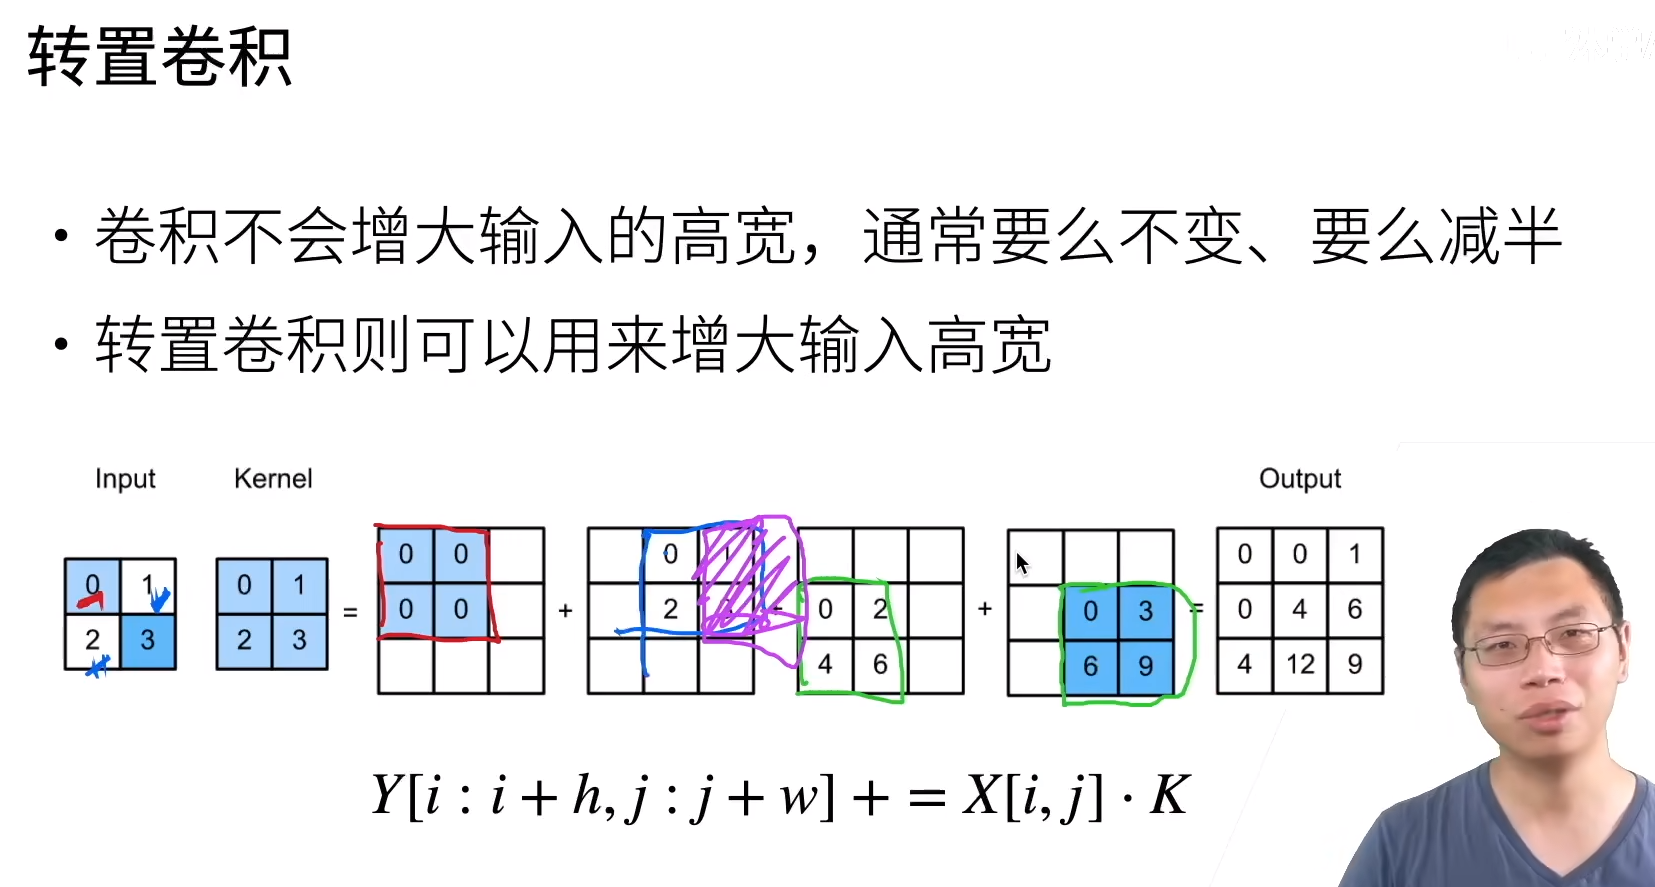 转置卷积
• 卷积不会增大输入的高宽，通常要么不变、要么减半
• 转置卷积则可以用来增大输入高宽
Input Kernel Output
0 0 0 0 0 1
0 1 0 1 0 0 2 0 2 0 3 0 4 6
2 3 2 3 4 6 6 9 4 12 9
= + + =
Y[i : i + h, j : j + w] + = X[i, j] · K